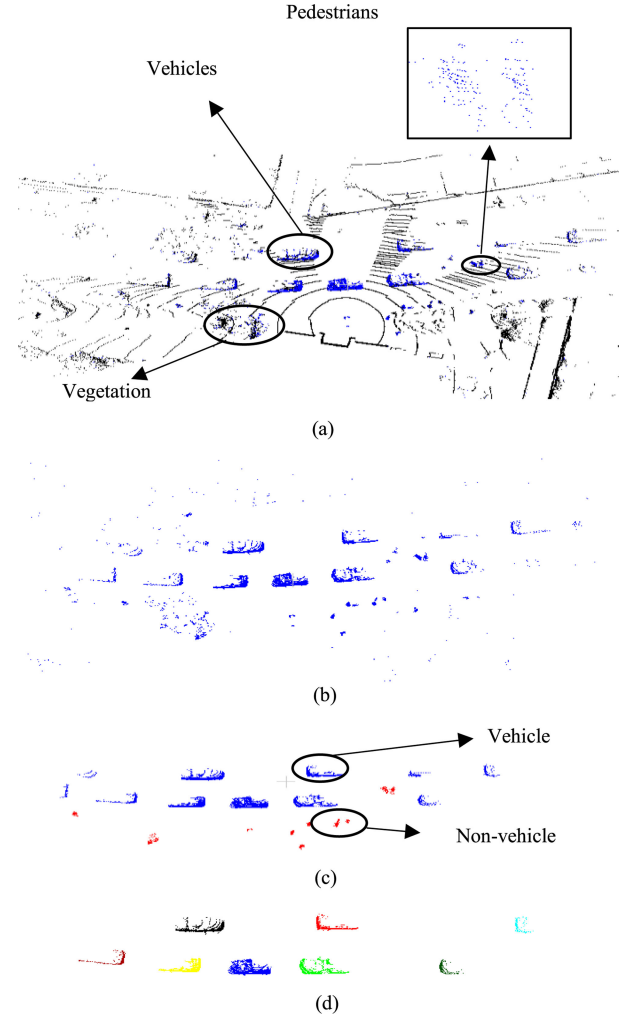 Pedestrians
Vehicles
Vegetation
(a)
(b)
Vehicle
Non-vehicle
(c)
(d)